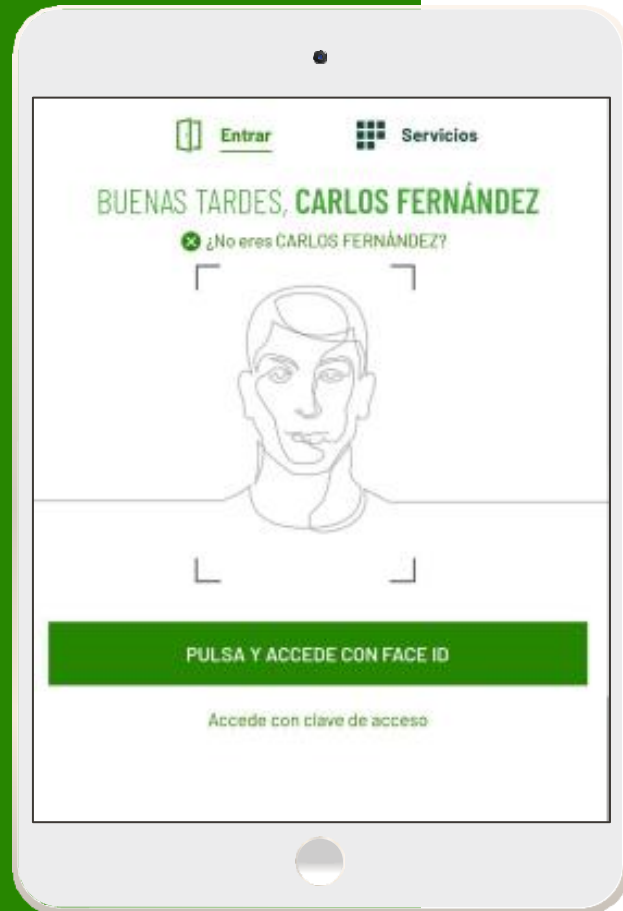 Entrar
Servicios
BUENAS TARDES, CARLOS FERNÁNDEZ
¿No eres CARLOS FERNÁNDEZ?
PULSA Y ACCEDE CON FACE ID
Accede con clave de acceso